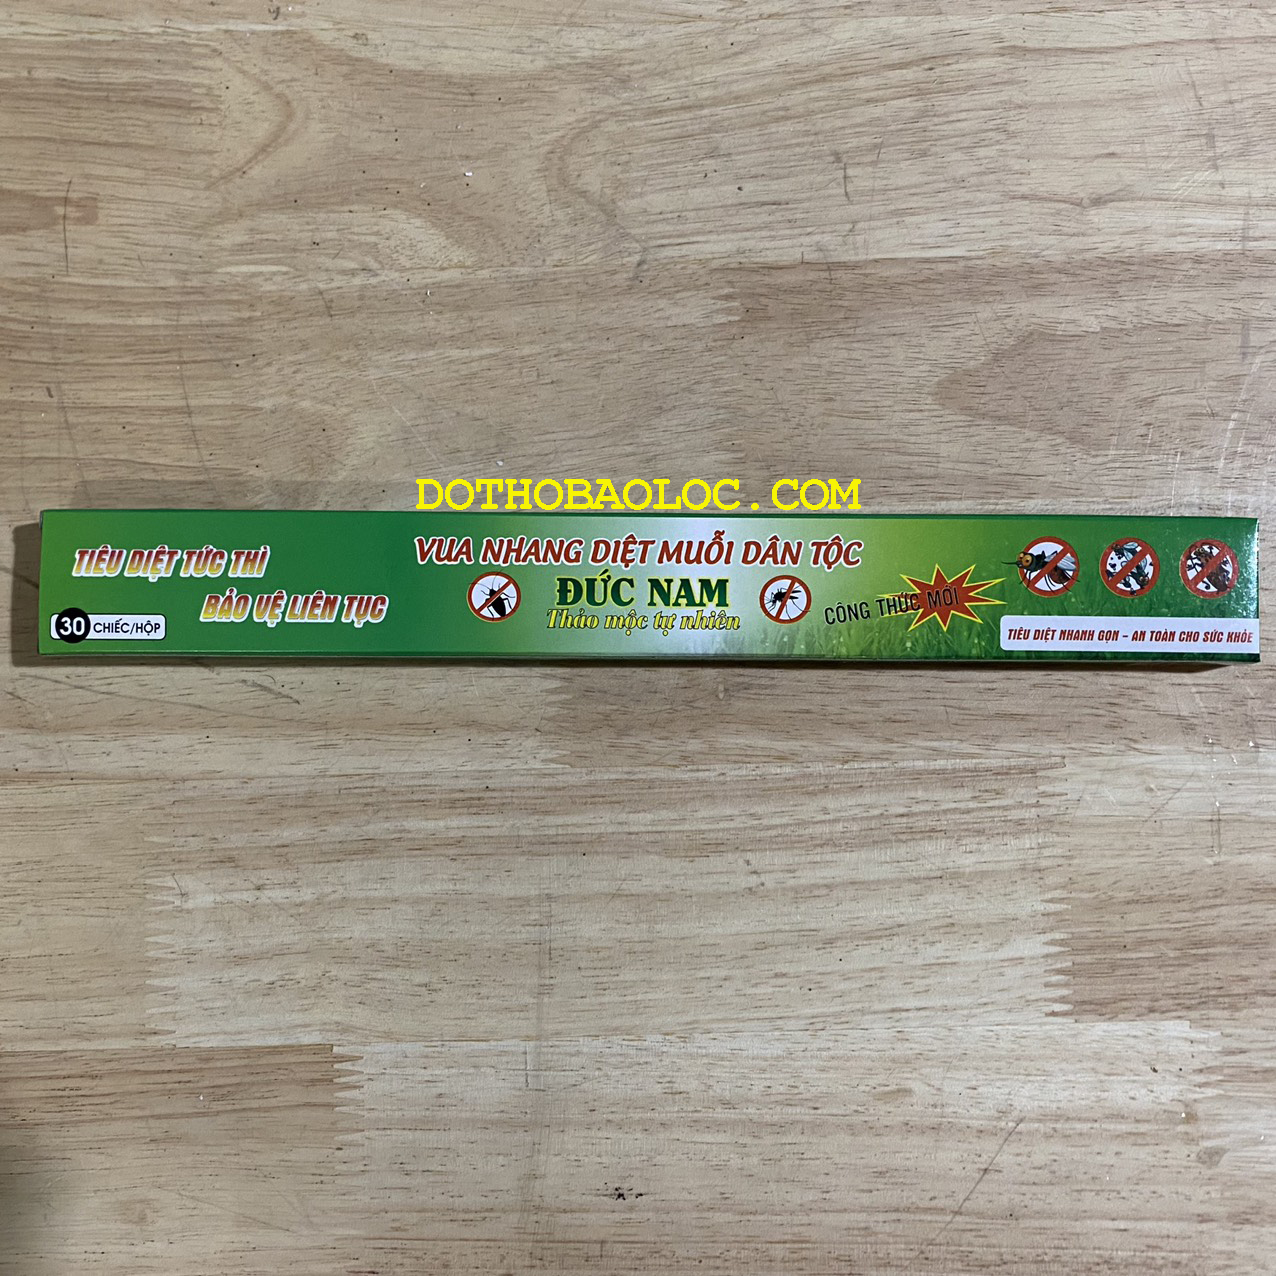 DOTHOBAOLOC.COM
TIÊU DIỆT TỨC THÌ
BẢO VỆ LIÊN TỤC
30 CHIẾC/HỘP
VUA NHANG DIỆT MUỖI DÂN TỘC
ĐỨC NAM
Thảo mộc tự nhiên
CÔNG THỨC MỚI
TIÊU DIỆT NHANH GỌN – AN TOÀN CHO SỨC KHỎE